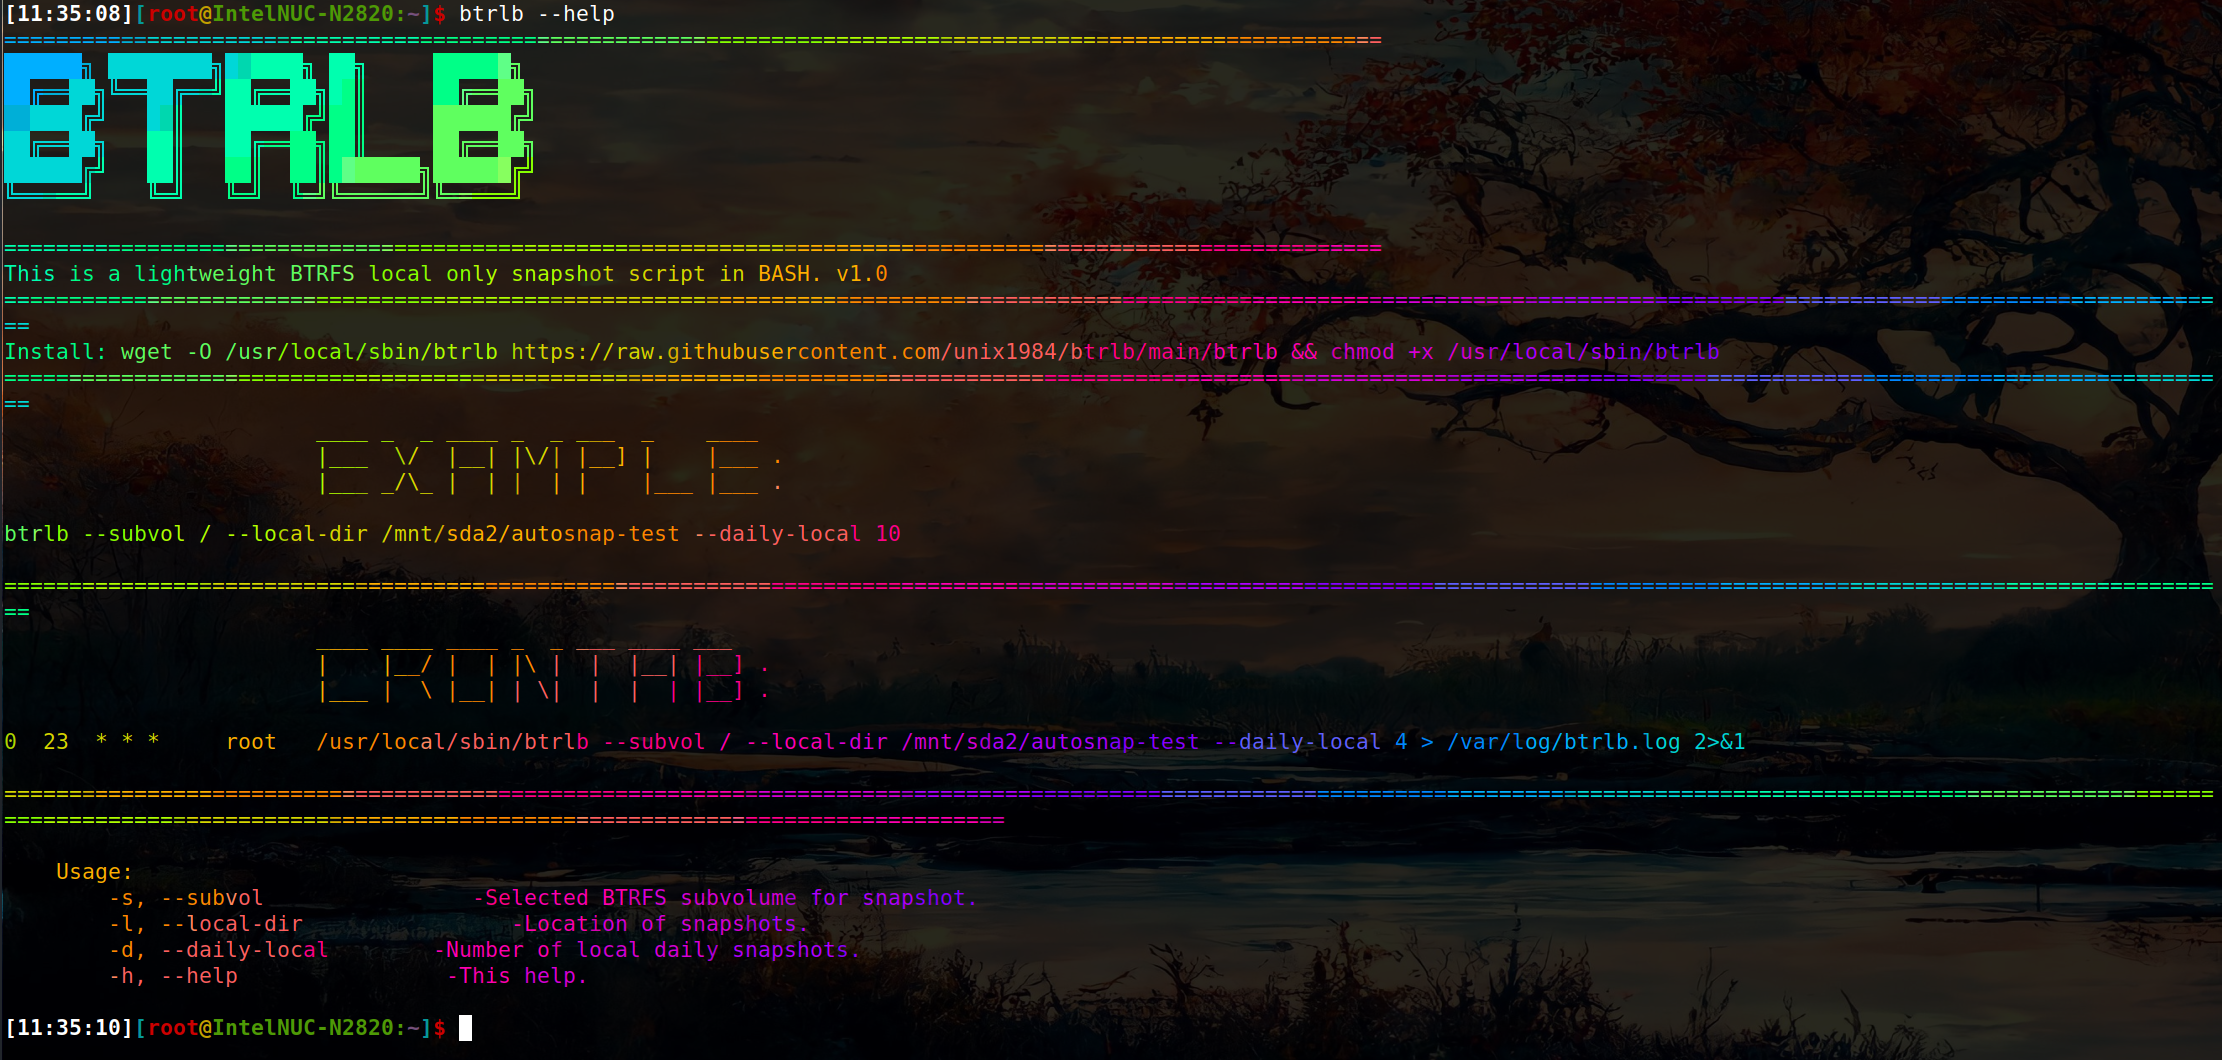 [11:35:08][root@IntelNUC-N2820:~]$ btrlb --help
==========================================================================================================
BTRLB
==========================================================================================================
This is a lightweight BTRFS local only snapshot script in BASH. v1.0
==========================================================================================================================================================================
==
Install: wget -O /usr/local/sbin/btrlb https://raw.githubusercontent.com/unix1984/btrlb/main/btrlb && chmod +x /usr/local/sbin/btrlb
==========================================================================================================================================================================
==
EXAMPLE:
btrlb --subvol / --local-dir /mnt/sda2/autosnap-test --daily-local 10
==========================================================================================================================================================================
==
CRONTAB:
0  23  * * *     root   /usr/local/sbin/btrlb --subvol / --local-dir /mnt/sda2/autosnap-test --daily-local 4 > /var/log/btrlb.log 2>&1
==========================================================================================================================================================================
=============================================================================
Usage:
-s, --subvol                -Selected BTRFS subvolume for snapshot.
-l, --local-dir                -Location of snapshots.
-d, --daily-local        -Number of local daily snapshots.
-h, --help                -This help.
[11:35:10][root@IntelNUC-N2820:~]$